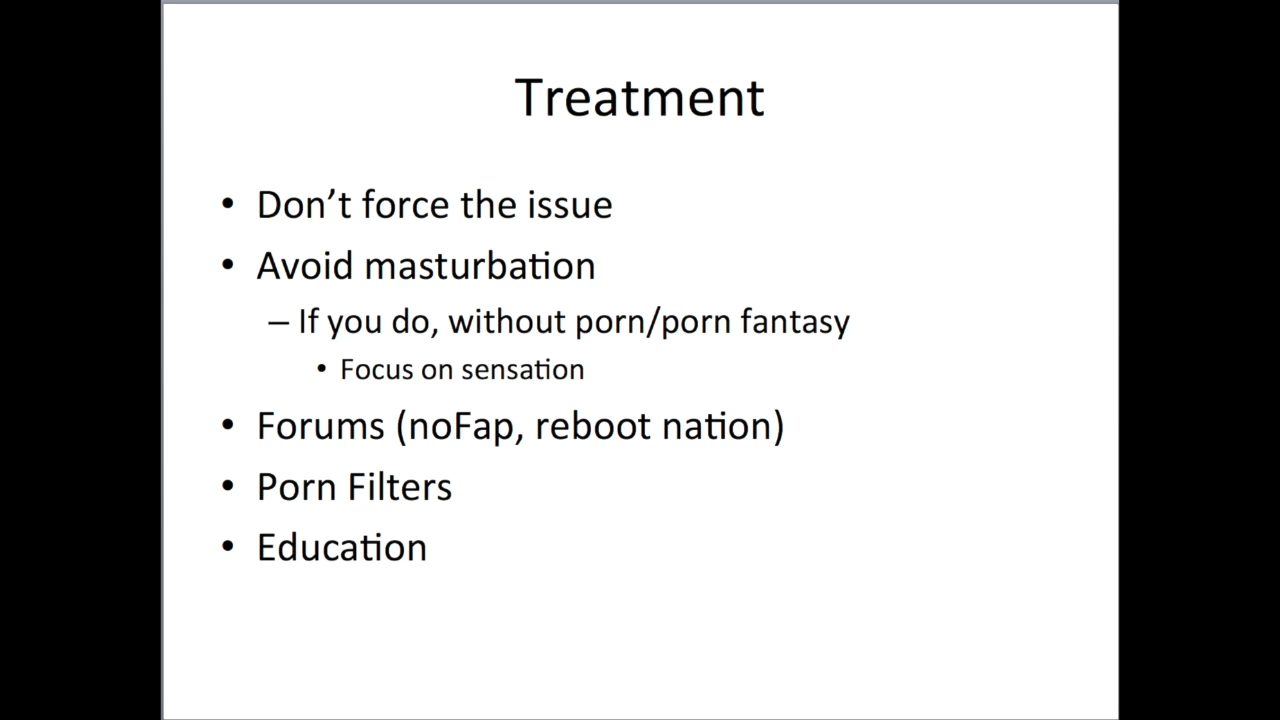 Treatment
• Don’t force the issue
• Avoid masturbation
– If you do, without porn/porn fantasy
• Focus on sensation
• Forums (noFap, reboot nation)
• Porn Filters
• Education